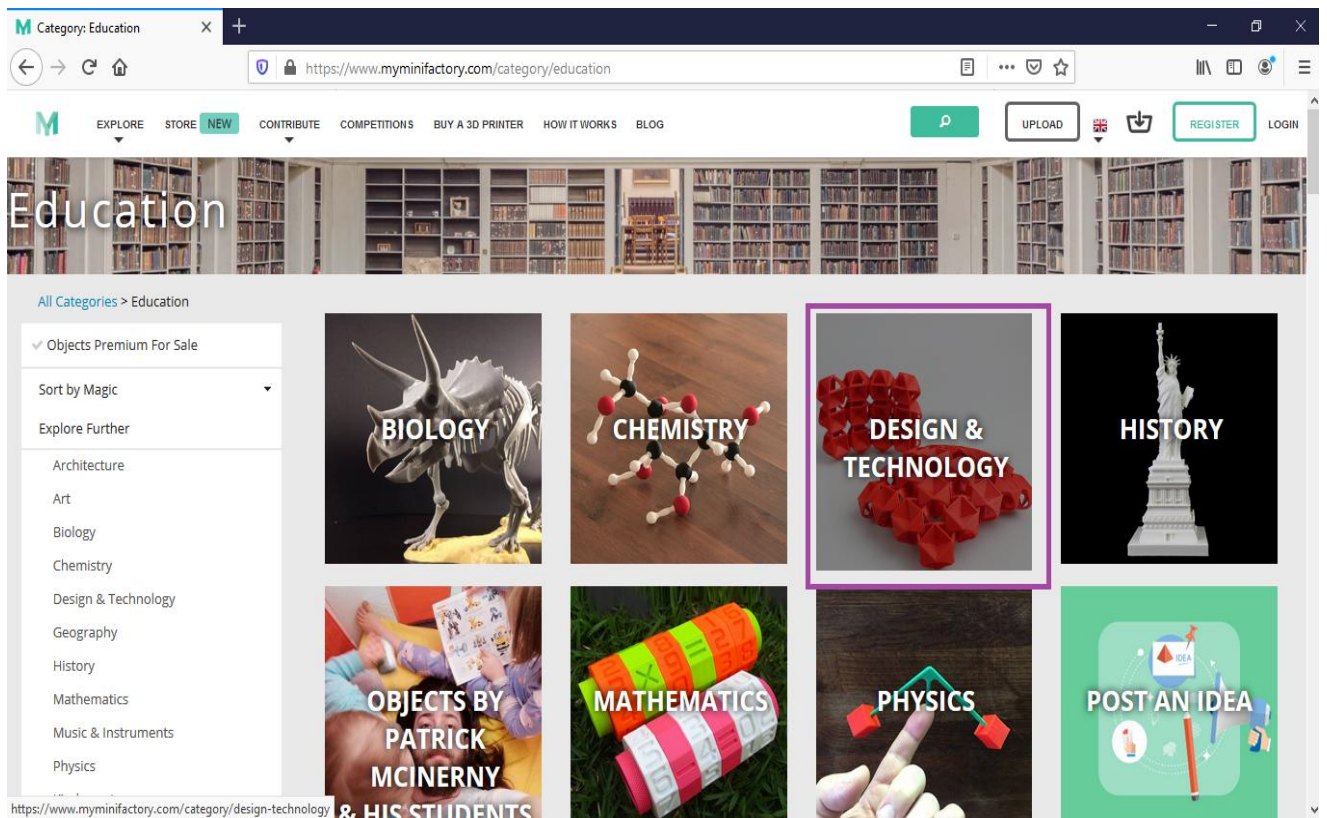 Category: Education
https://www.myminifactory.com/category/education
EXPLORE STORE NEW CONTRIBUTE COMPETITIONS BUY A 3D PRINTER HOW IT WORKS BLOG
UPLOAD
REGISTER
LOGIN
Education
All Categories > Education
Objects Premium For Sale
Sort by Magic
Explore Further
Architecture
Art
Biology
Chemistry
Design & Technology
Geography
History
Mathematics
Music & Instruments
Physics
BIOLOGY
CHEMISTRY
DESIGN &
TECHNOLOGY
HISTORY
OBJECTS BY
PATRICK
MCINERNY
& HIS STUDENTS
MATHEMATICS
PHYSICS
POST AN IDEA
IDEA
https://www.myminifactory.com/category/design-technology